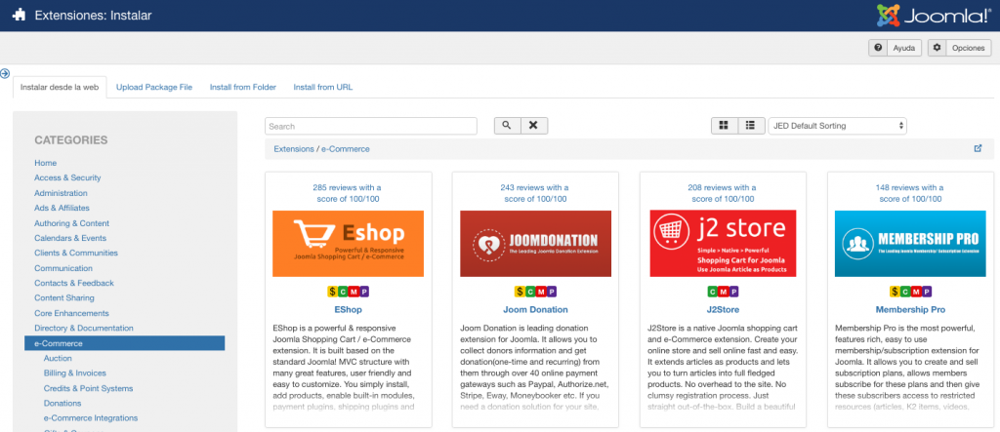 Extensiones: Instalar
Joomla!®
Ayuda
Opciones
Instalar desde la web
Upload Package File
Install from Folder
Install from URL
CATEGORIES
Home
Access & Security
Administration
Ads & Affiliates
Authoring & Content
Calendars & Events
Clients & Communities
Communication
Contacts & Feedback
Content Sharing
Core Enhancements
Directory & Documentation
e-Commerce
Auction
Billing & Invoices
Credits & Point Systems
Donations
e-Commerce Integrations
Search
JED Default Sorting
Extensions / e-Commerce
285 reviews with a
score of 100/100
Eshop
Powerful & Responsive
Joomla Shopping Cart / e-Commerce
$ C M P
EShop
EShop is a powerful & responsive
Joomla Shopping Cart / e-Commerce
extension. It is built based on the
standard Joomla! MVC structure with
many great features, user friendly and
easy to customize. You simply install,
add products, enable built-in modules,
payment plugins, shipping plugins and
243 reviews with a
score of 100/100
JOOMDONATION
The Leading Joomla Donation Extension
$ C M P
Joom Donation
Joom Donation is leading donation
extension for Joomla. It allows you to
collect donors information and get
donation(one-time and recurring) from
them through over 40 online payment
gateways such as Paypal, Authorize.net,
Stripe, Eway, Moneybooker etc. If you
need a donation solution for your site,
208 reviews with a
score of 100/100
j2 store
Simple > Native > Powerful
Shopping Cart for Joomla
Use Joomla Article as Products
C M P
J2Store
J2Store is a native Joomla shopping cart
and e-Commerce extension. Create your
online store and sell online fast and easy.
It extends articles as products and lets
you to turn articles into full fledged
products. No overhead to the site. No
clumsy registration process. Just
straight out-of-the-box. Build a beautiful
148 reviews with a
score of 100/100
MEMBERSHIP PRO
The Leading Joomla Membership/ Subscription Extension
$ C M P
Membership Pro
Membership Pro is the most powerful,
features rich, easy to use
membership/subscription extension for
Joomla. It allows you to create and sell
subscription plans, allows members
subscribe for these plans and then give
these subscribers access to restricted
resources (articles, K2 items, videos,